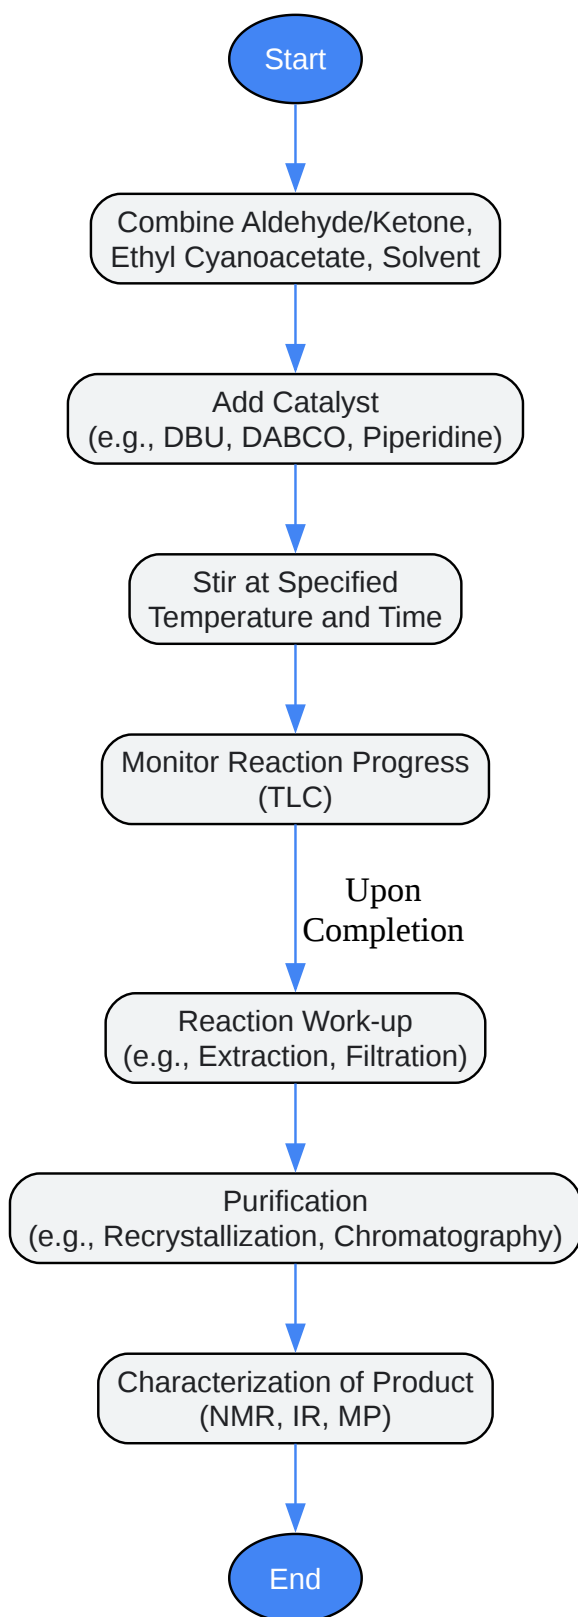 Start
Combine Aldehyde/Ketone,
Ethyl Cyanoacetate, Solvent
Add Catalyst
(e.g., DBU, DABCO, Piperidine)
Stir at Specified
Temperature and Time
Monitor Reaction Progress
(TLC)
Upon
Completion
Reaction Work-up
(e.g., Extraction, Filtration)
Purification
(e.g., Recrystallization, Chromatography)
Characterization of Product
(NMR, IR, MP)
End